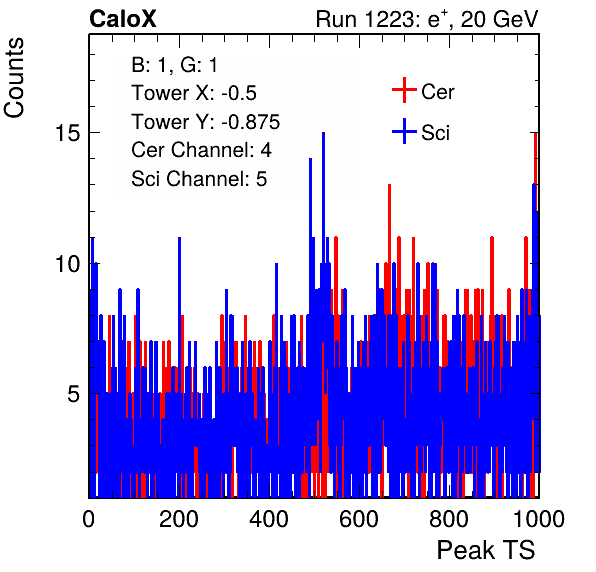 CaloX Run 1223: e⁺, 20 GeV
Counts
B: 1, G: 1
Tower X: -0.5
Tower Y: -0.875
Cer Channel: 4
Sci Channel: 5
Cer
Sci
15
10
5
0 200 400 600 800 1000
Peak TS